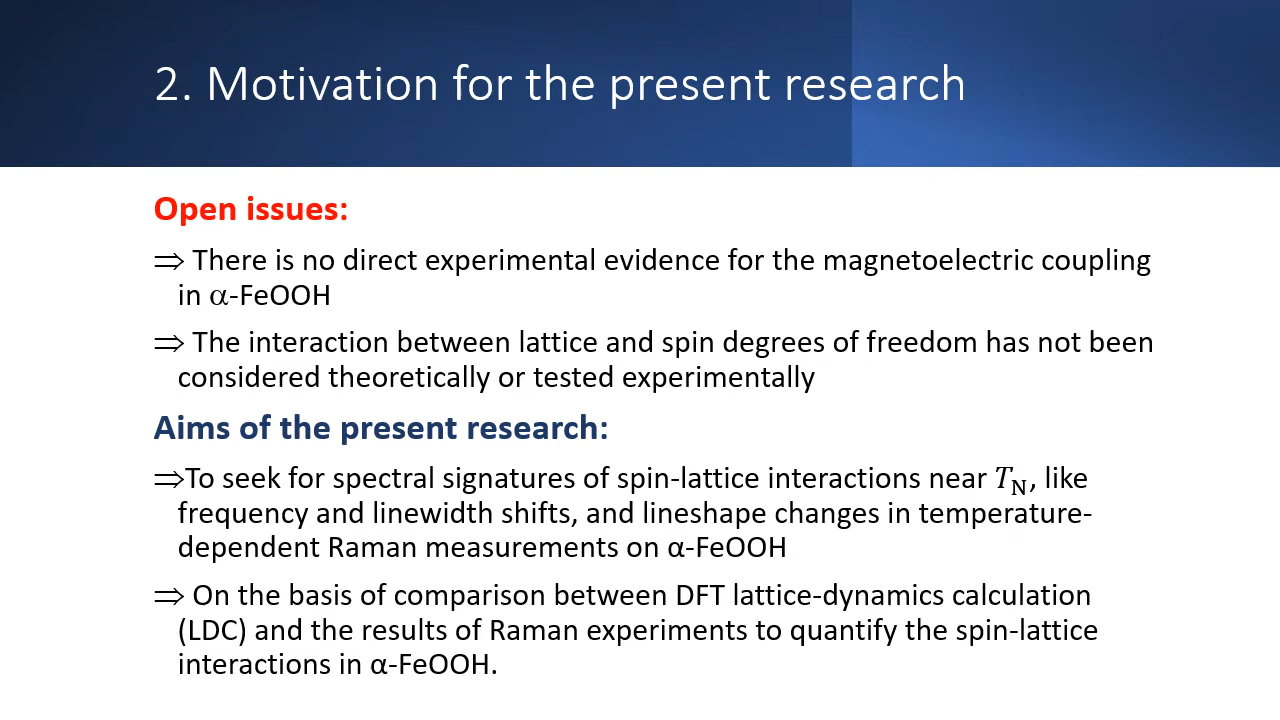 2. Motivation for the present research
Open issues:
⇒ There is no direct experimental evidence for the magnetoelectric coupling
in α-FeOOH
⇒ The interaction between lattice and spin degrees of freedom has not been
considered theoretically or tested experimentally
Aims of the present research:
⇒To seek for spectral signatures of spin-lattice interactions near T_N, like
frequency and linewidth shifts, and lineshape changes in temperature-
dependent Raman measurements on α-FeOOH
⇒ On the basis of comparison between DFT lattice-dynamics calculation
(LDC) and the results of Raman experiments to quantify the spin-lattice
interactions in α-FeOOH.